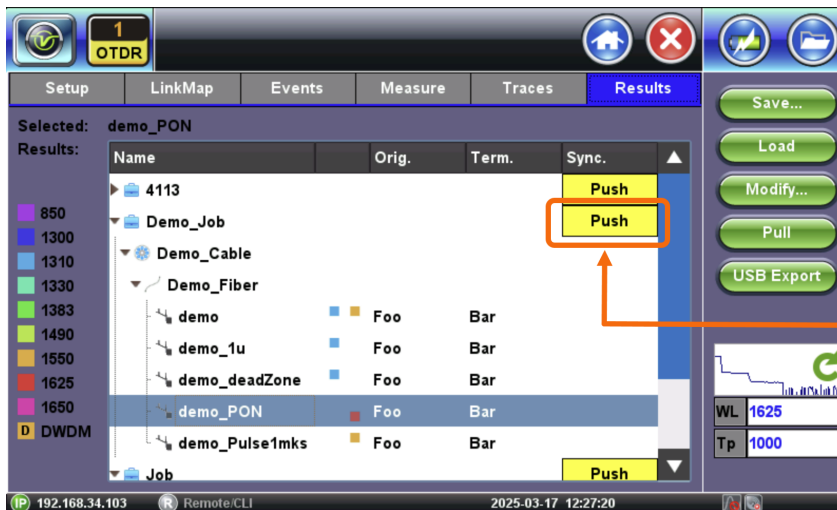 1
OTDR
Setup LinkMap Events Measure Traces Results
Selected: demo_PON
Results:
Name Orig. Term. Sync.
4113 Push
Demo_Job Push
Demo_Cable
Demo_Fiber
demo Foo Bar
demo_1u Foo Bar
demo_deadZone Foo Bar
demo_PON Foo Bar
demo_Pulse1mks Foo Bar
Job Push
850
1300
1310
1330
1383
1490
1550
1625
1650
D DWDM
Save...
Load
Modify...
Pull
USB Export
WL 1625
Tp 1000
IP 192.168.34.103 R Remote/CLI 2025-03-17 12:27:20